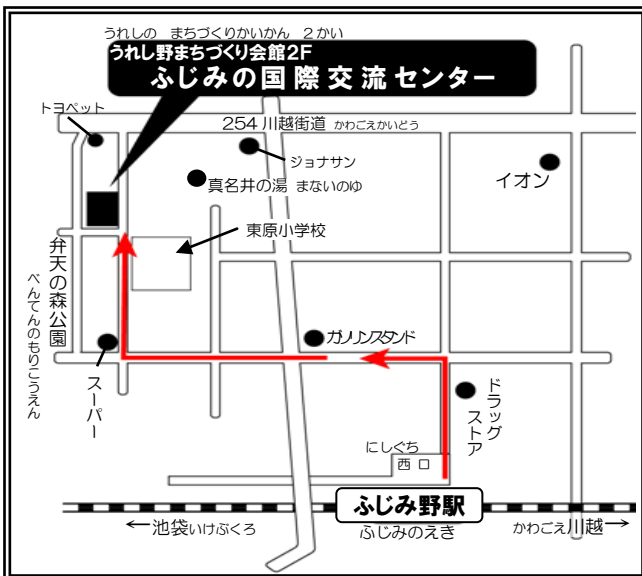 うれしの まちづくりかいかん 2かい
うれし野まちづくり会館2F
ふじみの国際交流センター
トヨペット
254川越街道 かわごえかいどう
ジョナサン
真名井の湯 まないのゆ
イオン
東原小学校
弁天の森公園
べんてんのもりこうえん
ガソリンスタンド
スーパー
ドラッグ
ストア
にしぐち
西口
ふじみ野駅
ふじみのえき
←池袋いけぶくろ
かわごえ川越→